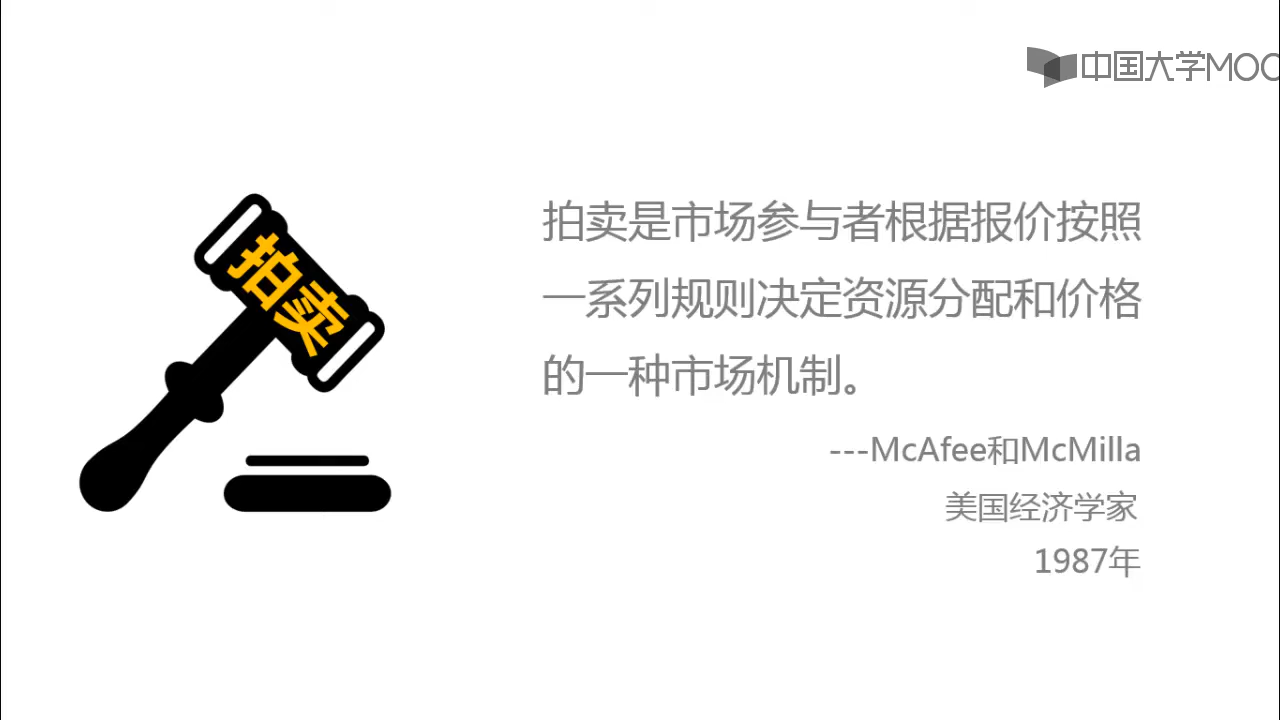 中国大学MOO
拍卖
拍卖是市场参与者根据报价按照
一系列规则决定资源分配和价格
的一种市场机制。
---McAfee和McMilla
美国经济学家
1987年